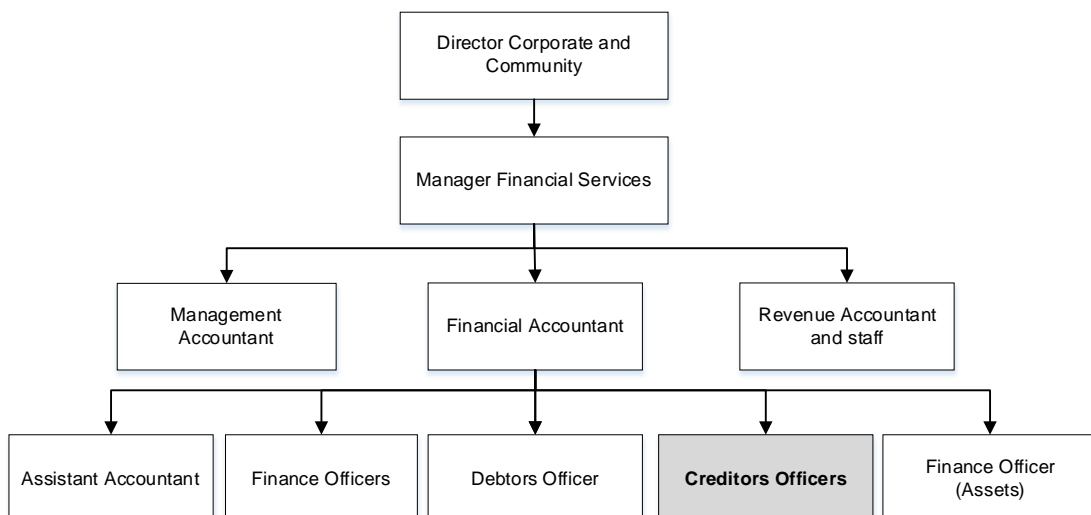 Director Corporate and
Community
Manager Financial Services
Management
Accountant
Financial Accountant
Revenue Accountant
and staff
Assistant Accountant
Finance Officers
Debtors Officer
Creditors Officers
Finance Officer
(Assets)